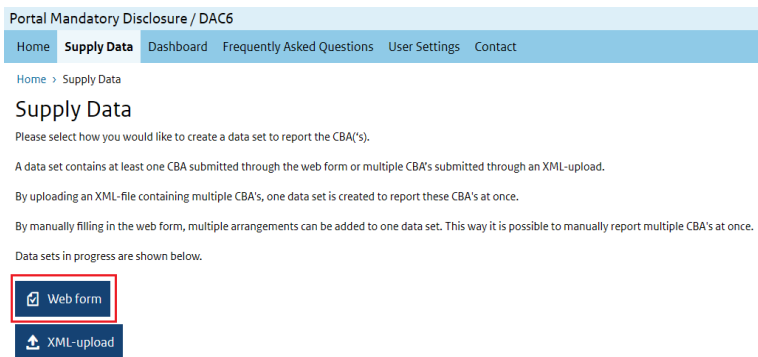 Portal Mandatory Disclosure / DAC6
Home Supply Data Dashboard Frequently Asked Questions User Settings Contact
Home > Supply Data
Supply Data
Please select how you would like to create a data set to report the CBA('s).
A data set contains at least one CBA submitted through the web form or multiple CBA's submitted through an XML-upload.
By uploading an XML-file containing multiple CBA's, one data set is created to report these CBA's at once.
By manually filling in the web form, multiple arrangements can be added to one data set. This way it is possible to manually report multiple CBA's at once.
Data sets in progress are shown below.
Web form
XML-upload